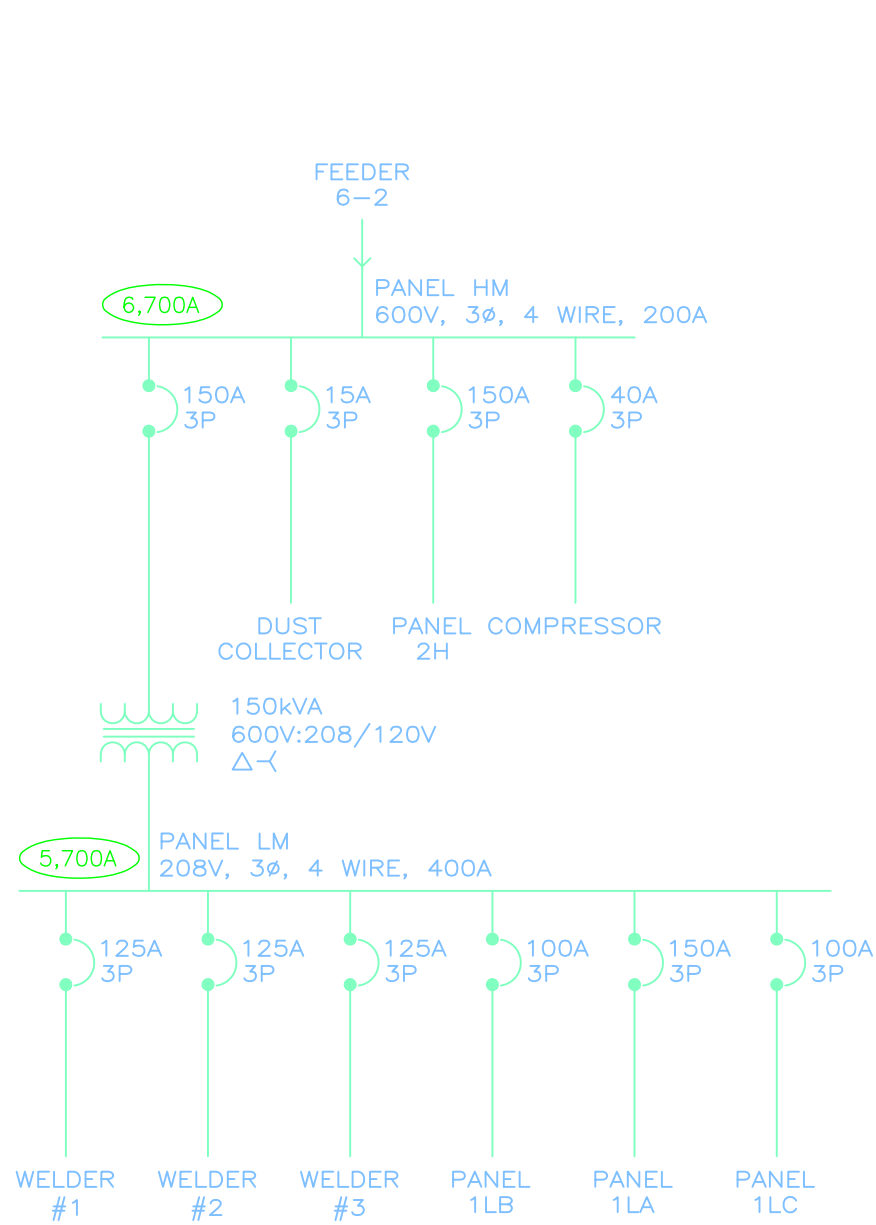 FEEDER
6-2
PANEL HM
600V, 3ø, 4 WIRE, 200A
6,700A
150A
3P
15A
3P
150A
3P
40A
3P
DUST
COLLECTOR
PANEL
2H
COMPRESSOR
150kVA
600V:208/120V
PANEL LM
208V, 3ø, 4 WIRE, 400A
5,700A
125A
3P
125A
3P
125A
3P
100A
3P
150A
3P
100A
3P
WELDER
#1
WELDER
#2
WELDER
#3
PANEL
1LB
PANEL
1LA
PANEL
1LC